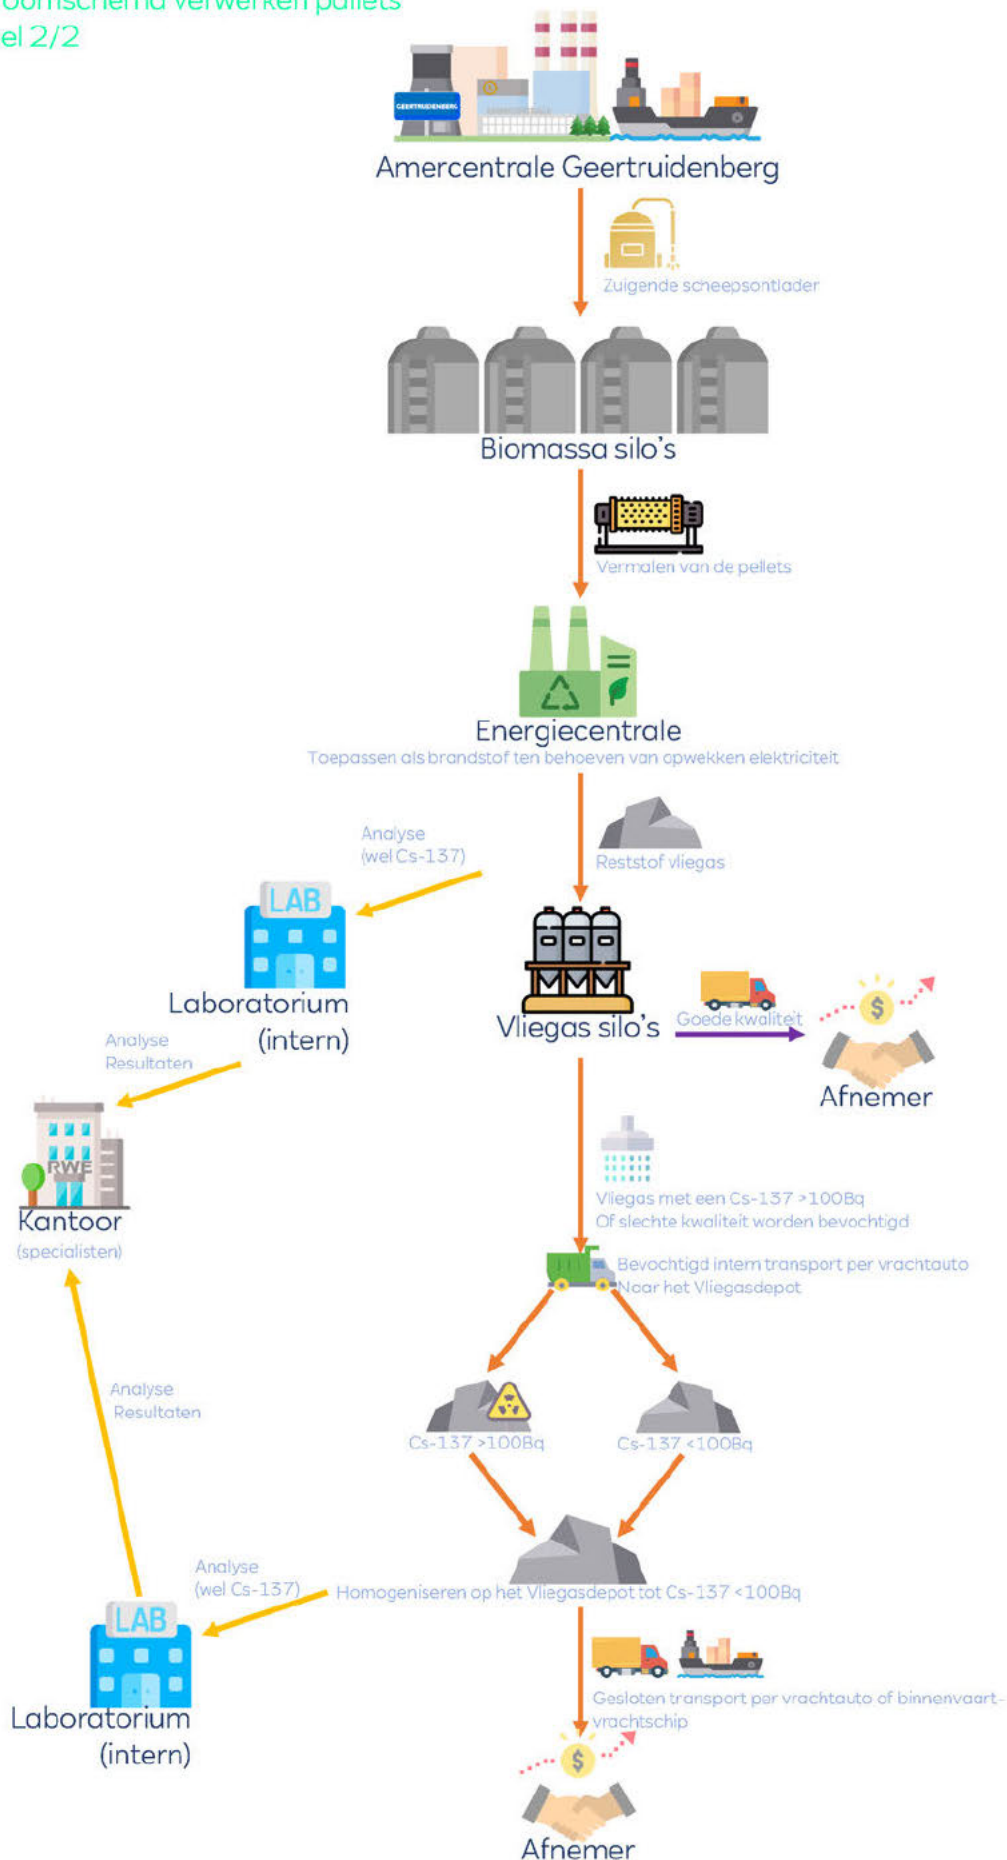 oomschema verwerken pallets
el 2/2
GEERTRUIDENBERG
Amercentrale Geertruidenberg
Zuigende scheepsontlader
Biomassa silo's
Vermalen van de pellets
Energiecentrale
Toepassen als brandstof ten behoeven van opwekken elektriciteit
Analyse
(wel Cs-137)
Reststof vliegas
LAB
Laboratorium
(intern)
Vliegas silo's
Goede kwaliteit
$
Afnemer
Analyse
Resultaten
RWE
Kantoor
(specialisten)
Vliegas met een Cs-137 >100Bq
Of slechte kwaliteit worden bevochtigd
Bevochtigd intern transport per vrachtauto
Naar het Vliegasdepot
Analyse
Resultaten
Cs-137 >100Bq
Cs-137 <100Bq
Analyse
(wel Cs-137)
Homogeniseren op het Vliegasdepot tot Cs-137 <100Bq
LAB
Laboratorium
(intern)
Gesloten transport per vrachtauto of binnenvaart-
vrachtschip
$
Afnemer